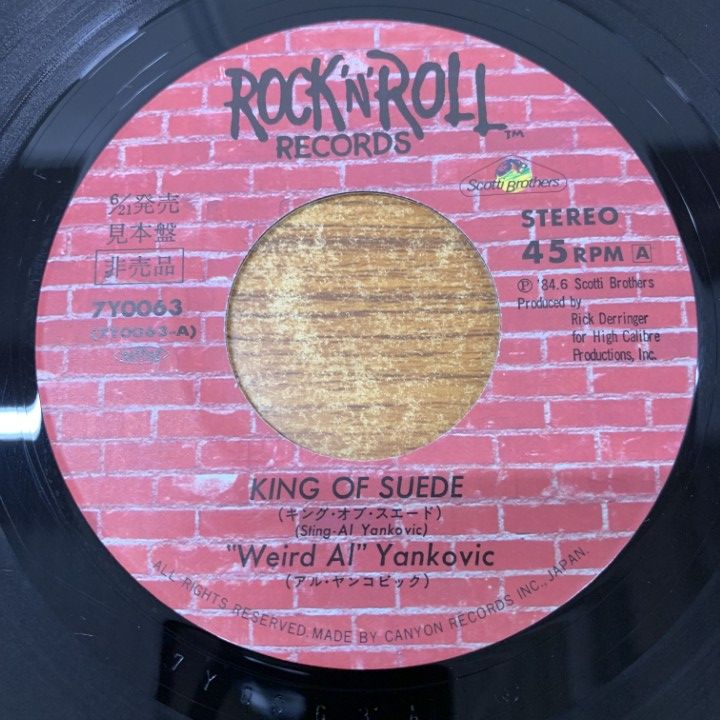 ROCK'N'ROLL™
RECORDS
Scotti Brothers
6/21発売
見本盤
非売品
7Y0063
(7Y0063-A)
STEREO
45 RPM A
Ⓟ '84.6 Scotti Brothers
Produced by
Rick Derringer
for High Calibre
Productions, Inc.
KING OF SUEDE
(キング・オブ・スエード)
(Sting-Al Yankovic)
"Weird Al" Yankovic
(アル・ヤンコビック)
ALL RIGHTS RESERVED. MADE BY CANYON RECORDS INC., JAPAN.